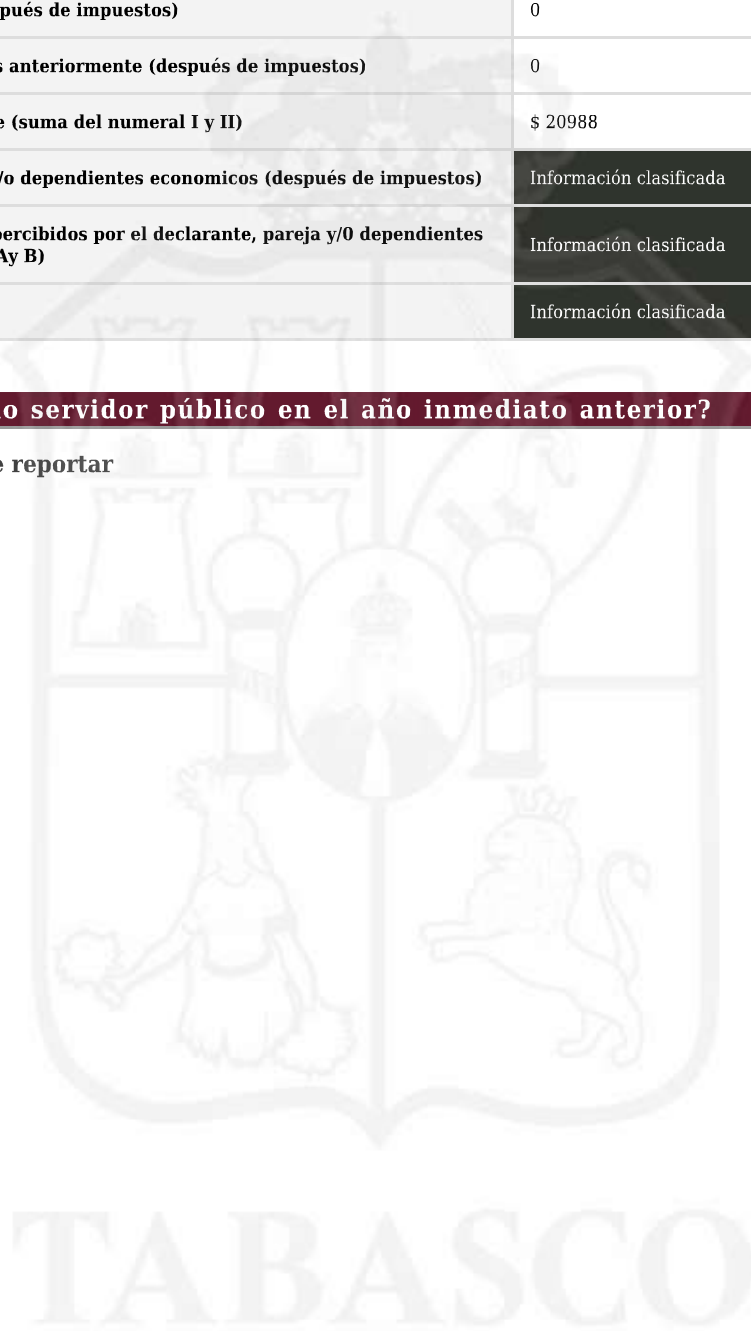 pués de impuestos)
0
s anteriormente (después de impuestos)
0
e (suma del numeral I y II)
$ 20988
/o dependientes economicos (después de impuestos)
Información clasificada
percibidos por el declarante, pareja y/0 dependientes
Ay B)
Información clasificada
Información clasificada
o servidor público en el año inmediato anterior?
e reportar
TABASCO